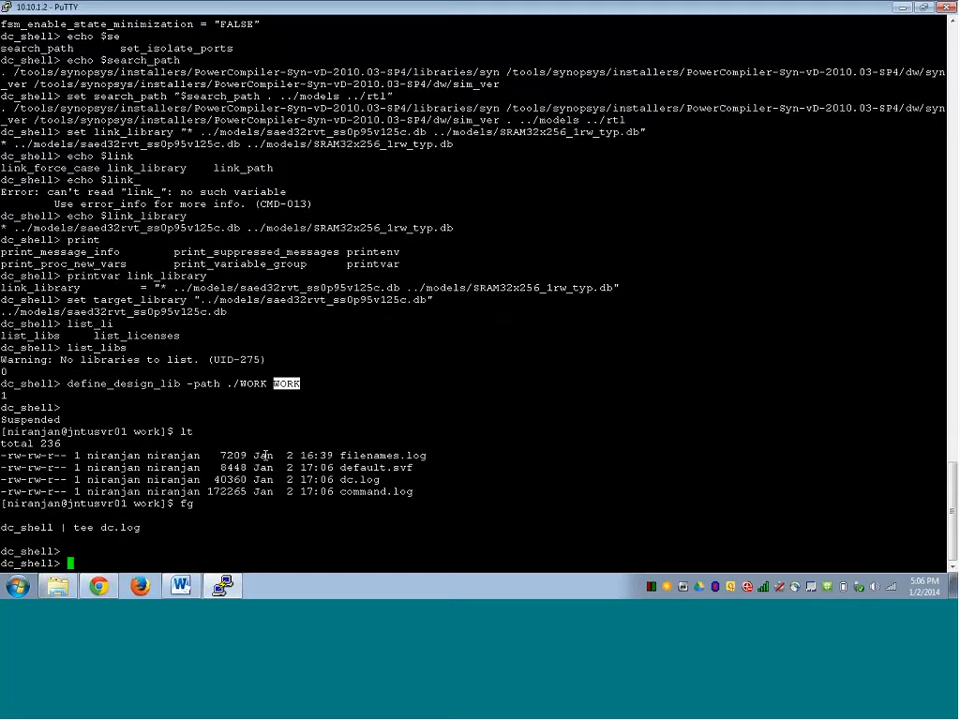 10.10.1.2 - PuTTY
fsm_enable_state_minimization = "FALSE"
dc_shell> echo $se
search_path        set_isolate_ports
dc_shell> echo $search_path
. /tools/synopsys/installers/PowerCompiler-Syn-vD-2010.03-SP4/libraries/syn /tools/synopsys/installers/PowerCompiler-Syn-vD-2010.03-SP4/dw/syn
_ver /tools/synopsys/installers/PowerCompiler-Syn-vD-2010.03-SP4/dw/sim_ver
dc_shell> set search_path "$search_path . ../models ../rtl"
. /tools/synopsys/installers/PowerCompiler-Syn-vD-2010.03-SP4/libraries/syn /tools/synopsys/installers/PowerCompiler-Syn-vD-2010.03-SP4/dw/syn
_ver /tools/synopsys/installers/PowerCompiler-Syn-vD-2010.03-SP4/dw/sim_ver . ../models ../rtl
dc_shell> set link_library "* ../models/saed32rvt_ss0p95v125c.db ../models/SRAM32x256_1rw_typ.db"
* ../models/saed32rvt_ss0p95v125c.db ../models/SRAM32x256_1rw_typ.db
dc_shell> echo $link
link_force_case link_library    link_path
dc_shell> echo $link_
Error: can't read "link_": no such variable
        Use error_info for more info. (CMD-013)
dc_shell> echo $link_library
* ../models/saed32rvt_ss0p95v125c.db ../models/SRAM32x256_1rw_typ.db
dc_shell> print
print_message_info        print_suppressed_messages printenv
print_proc_new_vars       print_variable_group      printvar
dc_shell> printvar link_library
link_library         = "* ../models/saed32rvt_ss0p95v125c.db ../models/SRAM32x256_1rw_typ.db"
dc_shell> set target_library "../models/saed32rvt_ss0p95v125c.db"
../models/saed32rvt_ss0p95v125c.db
dc_shell> list_li
list_libs     list_licenses
dc_shell> list_libs
Warning: No libraries to list. (UID-275)
0
dc_shell> define_design_lib -path ./WORK WORK
1
dc_shell>
Suspended
[niranjan@jntusvr01 work]$ lt
total 236
-rw-rw-r-- 1 niranjan niranjan   7209 Jan  2 16:39 filenames.log
-rw-rw-r-- 1 niranjan niranjan   8448 Jan  2 17:06 default.svf
-rw-rw-r-- 1 niranjan niranjan  40360 Jan  2 17:06 dc.log
-rw-rw-r-- 1 niranjan niranjan 172265 Jan  2 17:06 command.log
[niranjan@jntusvr01 work]$ fg
dc_shell | tee dc.log
dc_shell>
dc_shell>
5:06 PM
1/2/2014